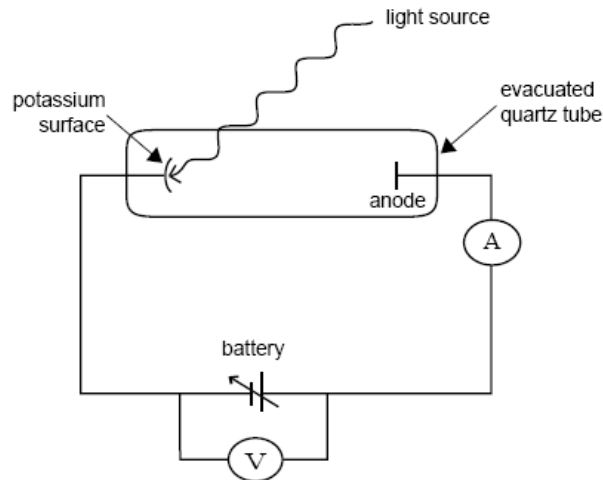 light source
potassium
surface
evacuated
quartz tube
anode
A
battery
V